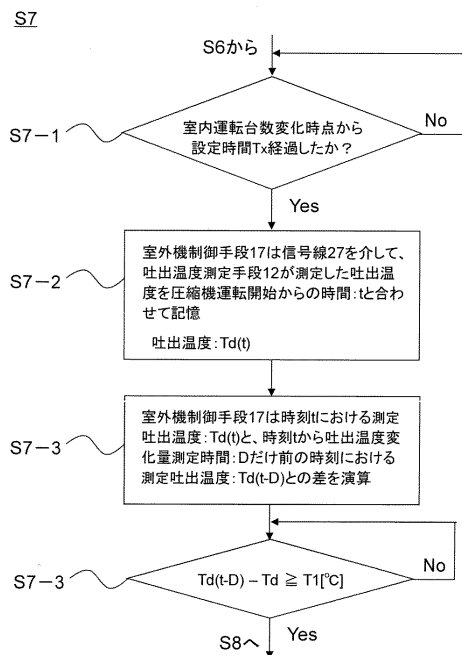 S7
S6から
S7-1
室内運転台数変化時点から
設定時間Tx経過したか？
No
Yes
S7-2
室外機制御手段17は信号線27を介して、
吐出温度測定手段12が測定した吐出温
度を圧縮機運転開始からの時間:tと合わ
せて記憶
吐出温度:Td(t)
S7-3
室外機制御手段17は時刻tにおける測定
吐出温度:Td(t)と、時刻tから吐出温度変
化量測定時間:Dだけ前の時刻における
測定吐出温度:Td(t-D)との差を演算
S7-3
Td(t-D) – Td ≧ T1[℃]
No
Yes
S8へ